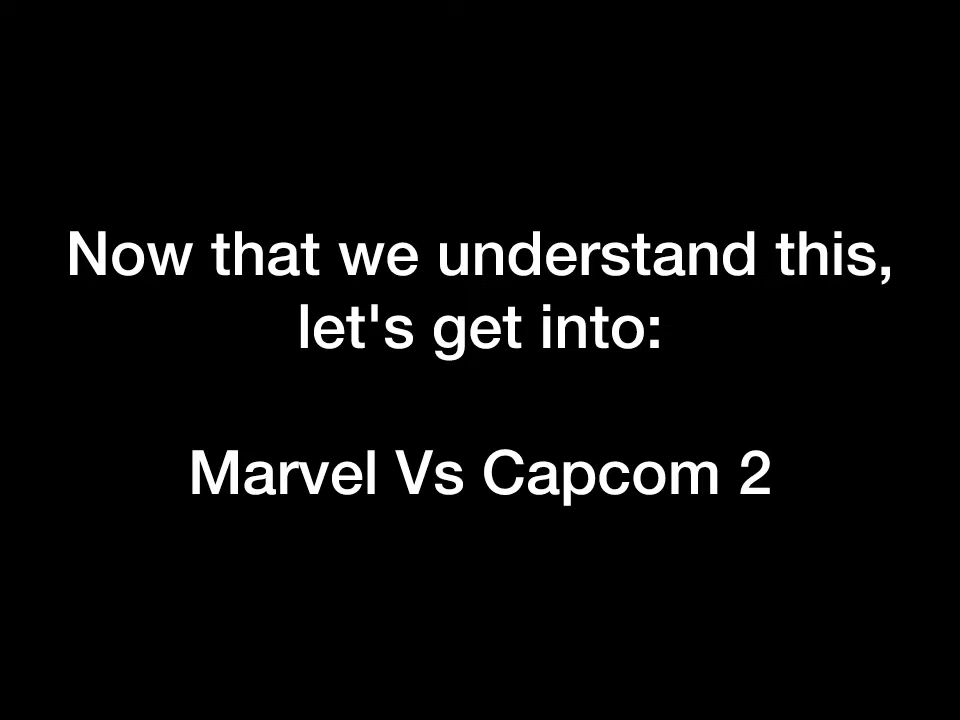 Now that we understand this,
let's get into:
Marvel Vs Capcom 2